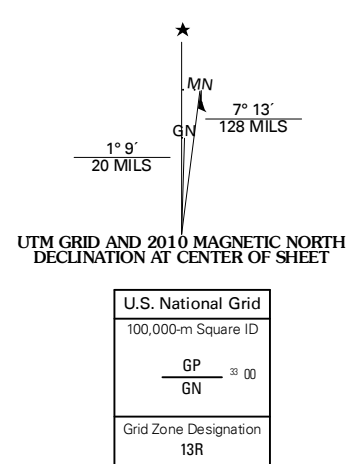 ★
MN
7° 13´
128 MILS
GN
1° 9´
20 MILS
UTM GRID AND 2010 MAGNETIC NORTH
DECLINATION AT CENTER OF SHEET
U.S. National Grid
100,000-m Square ID
GP
33 00
GN
Grid Zone Designation
13R